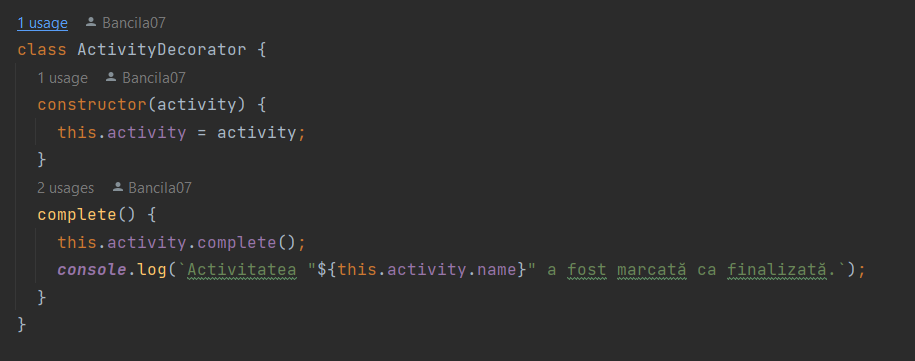 1 usage Bancila07
class ActivityDecorator {
1 usage Bancila07
constructor(activity) {
this.activity = activity;
}
2 usages Bancila07
complete() {
this.activity.complete();
console.log(`Activitatea "${this.activity.name}" a fost marcată ca finalizată.`);
}
}